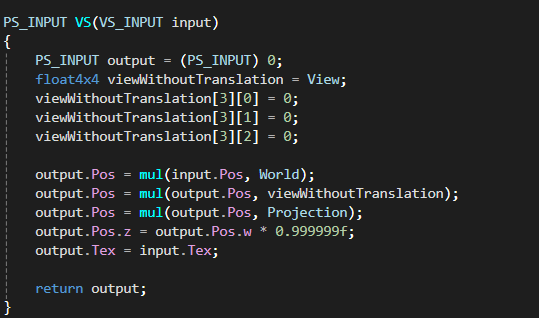 PS_INPUT VS(VS_INPUT input)
{
    PS_INPUT output = (PS_INPUT) 0;
    float4x4 viewWithoutTranslation = View;
    viewWithoutTranslation[3][0] = 0;
    viewWithoutTranslation[3][1] = 0;
    viewWithoutTranslation[3][2] = 0;

    output.Pos = mul(input.Pos, World);
    output.Pos = mul(output.Pos, viewWithoutTranslation);
    output.Pos = mul(output.Pos, Projection);
    output.Pos.z = output.Pos.w * 0.999999f;
    output.Tex = input.Tex;

    return output;
}